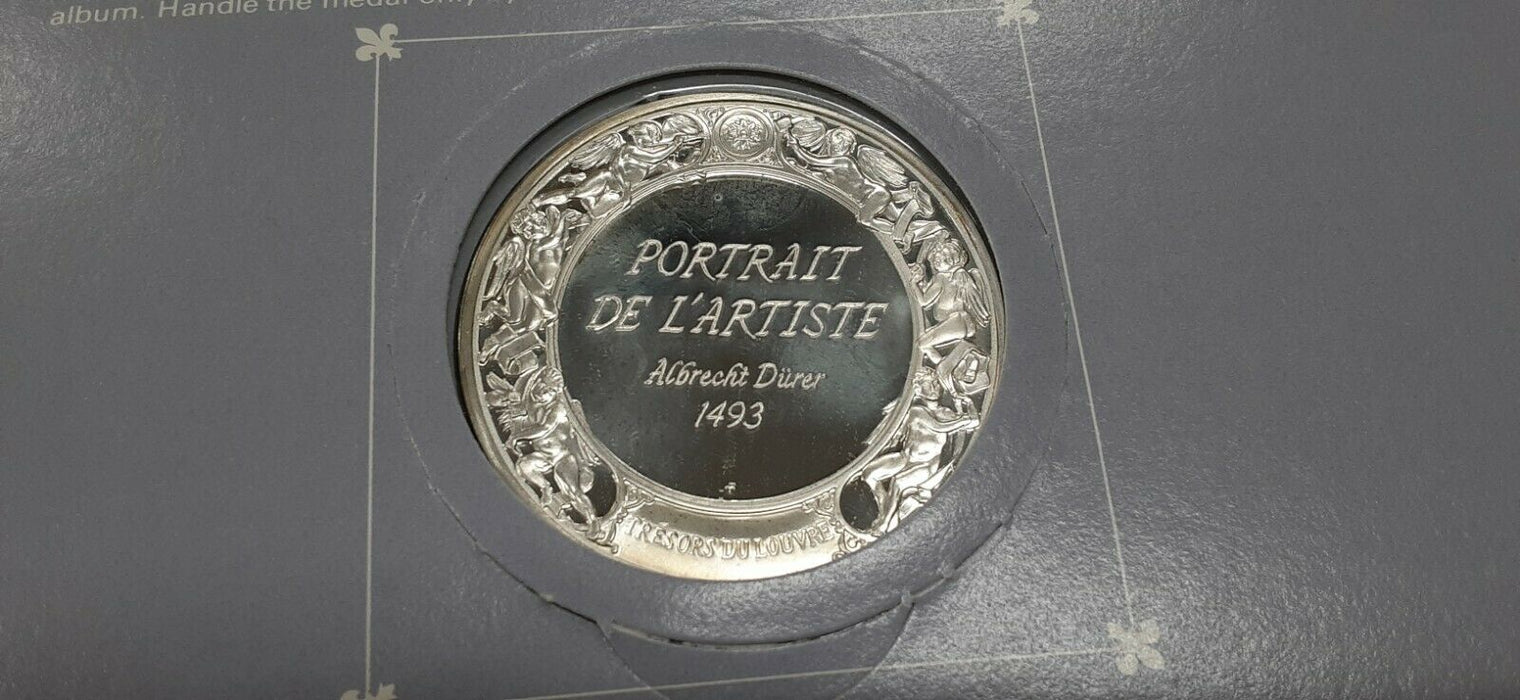 album. Handle the medal only
PORTRAIT
DE L'ARTISTE
Albrecht Dürer
1493
TRÉSORS DU LOUVRE